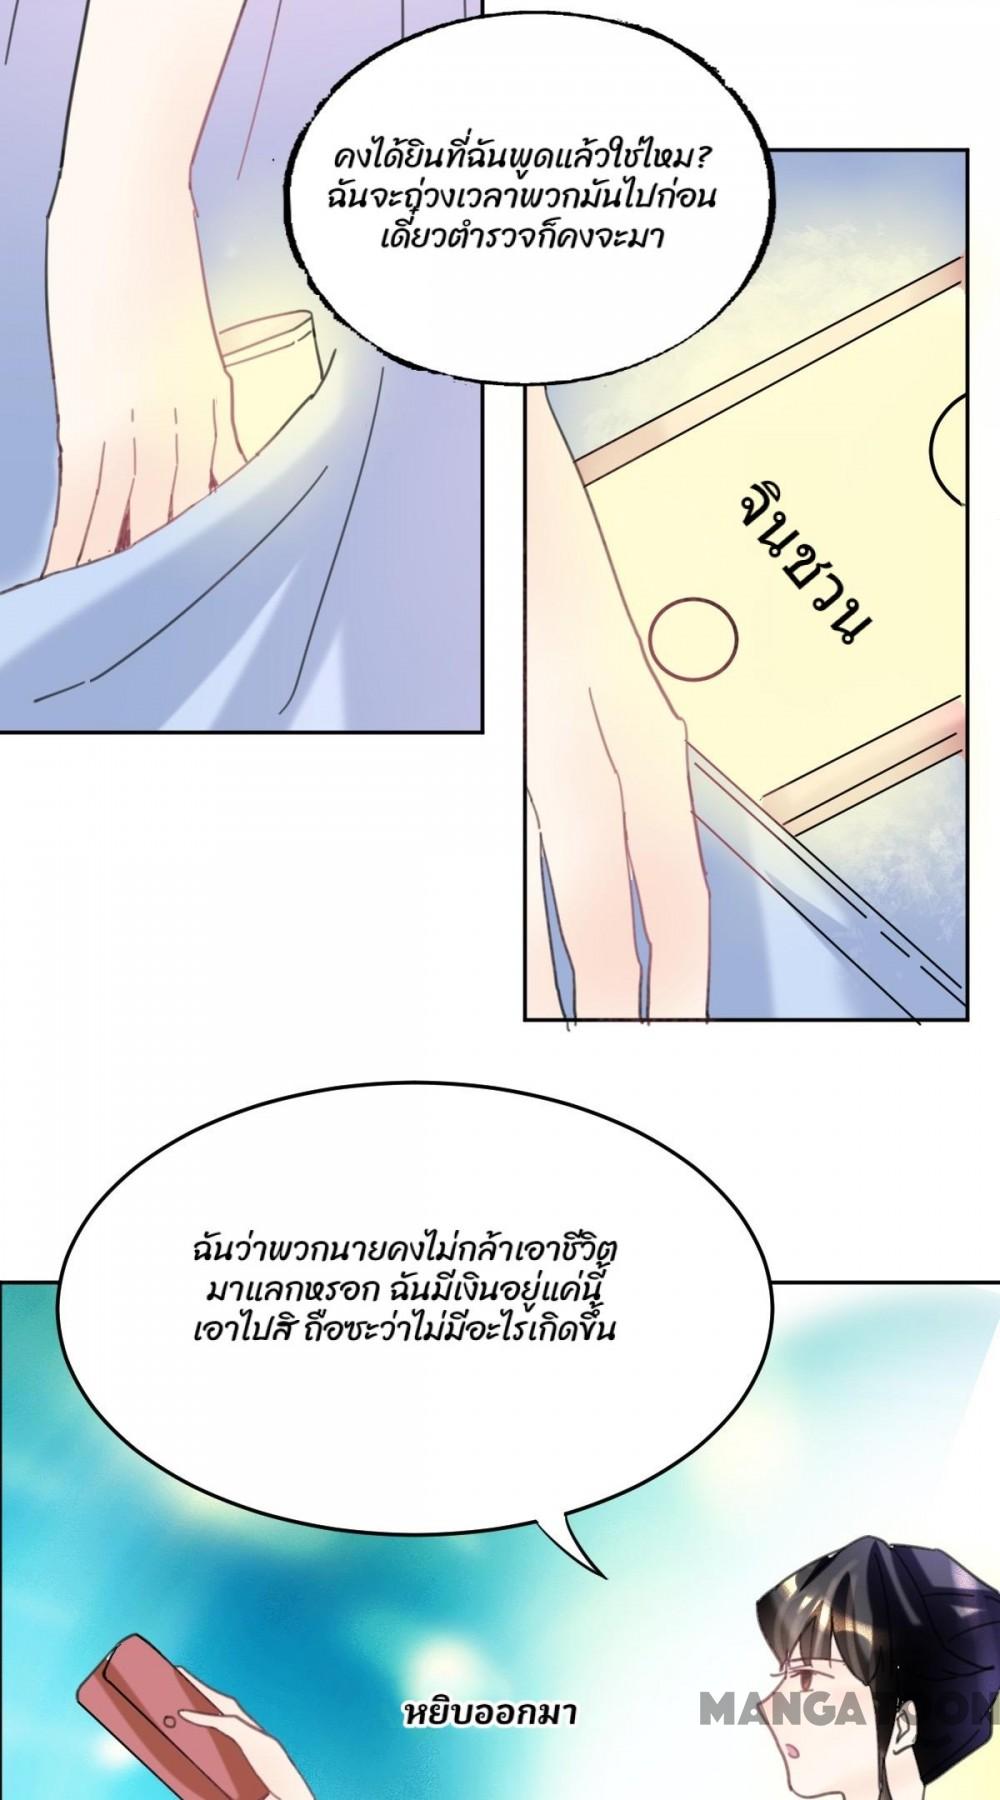 คงได้ยินที่ฉันพูดแล้วใช่ไหม?
ฉันจะถ่วงเวลาพวกมันไปก่อน
เดี๋ยวตำรวจก็คงจะมา
จินชวน
ฉันว่าพวกนายคงไม่กล้าเอาชีวิต
มาแลกหรอก ฉันมีเงินอยู่แค่นี้
เอาไปสิ ถือซะว่าไม่มีอะไรเกิดขึ้น
หยิบออกมา
MANGATOON